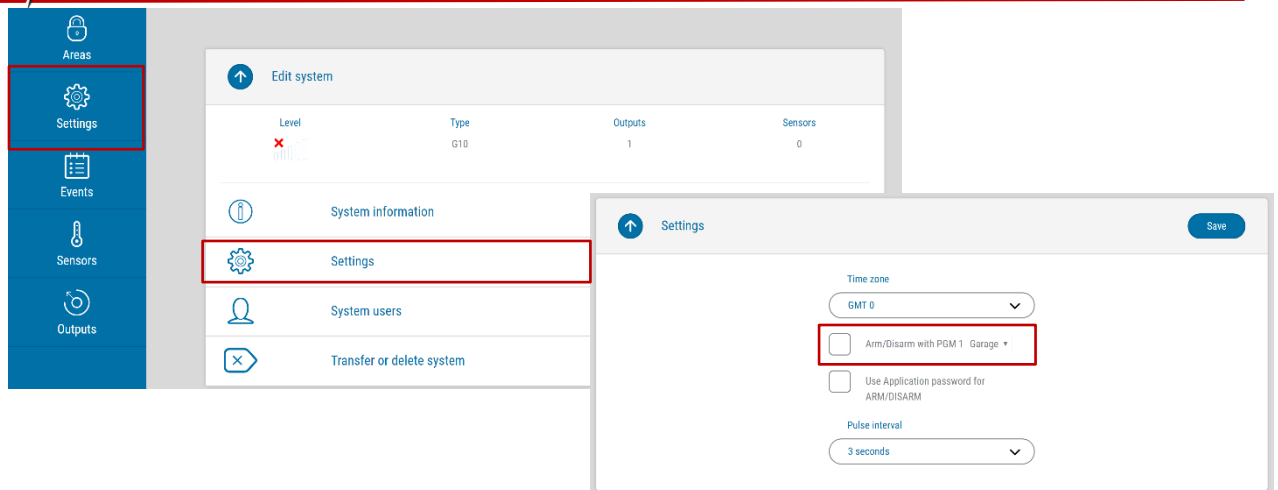 Areas
Settings
Events
Sensors
Outputs
Edit system
Level Type Outputs Sensors
G10 1 0
System information
Settings
System users
Transfer or delete system
Settings Save
Time zone
GMT 0
Arm/Disarm with PGM 1 Garage
Use Application password for
ARM/DISARM
Pulse interval
3 seconds